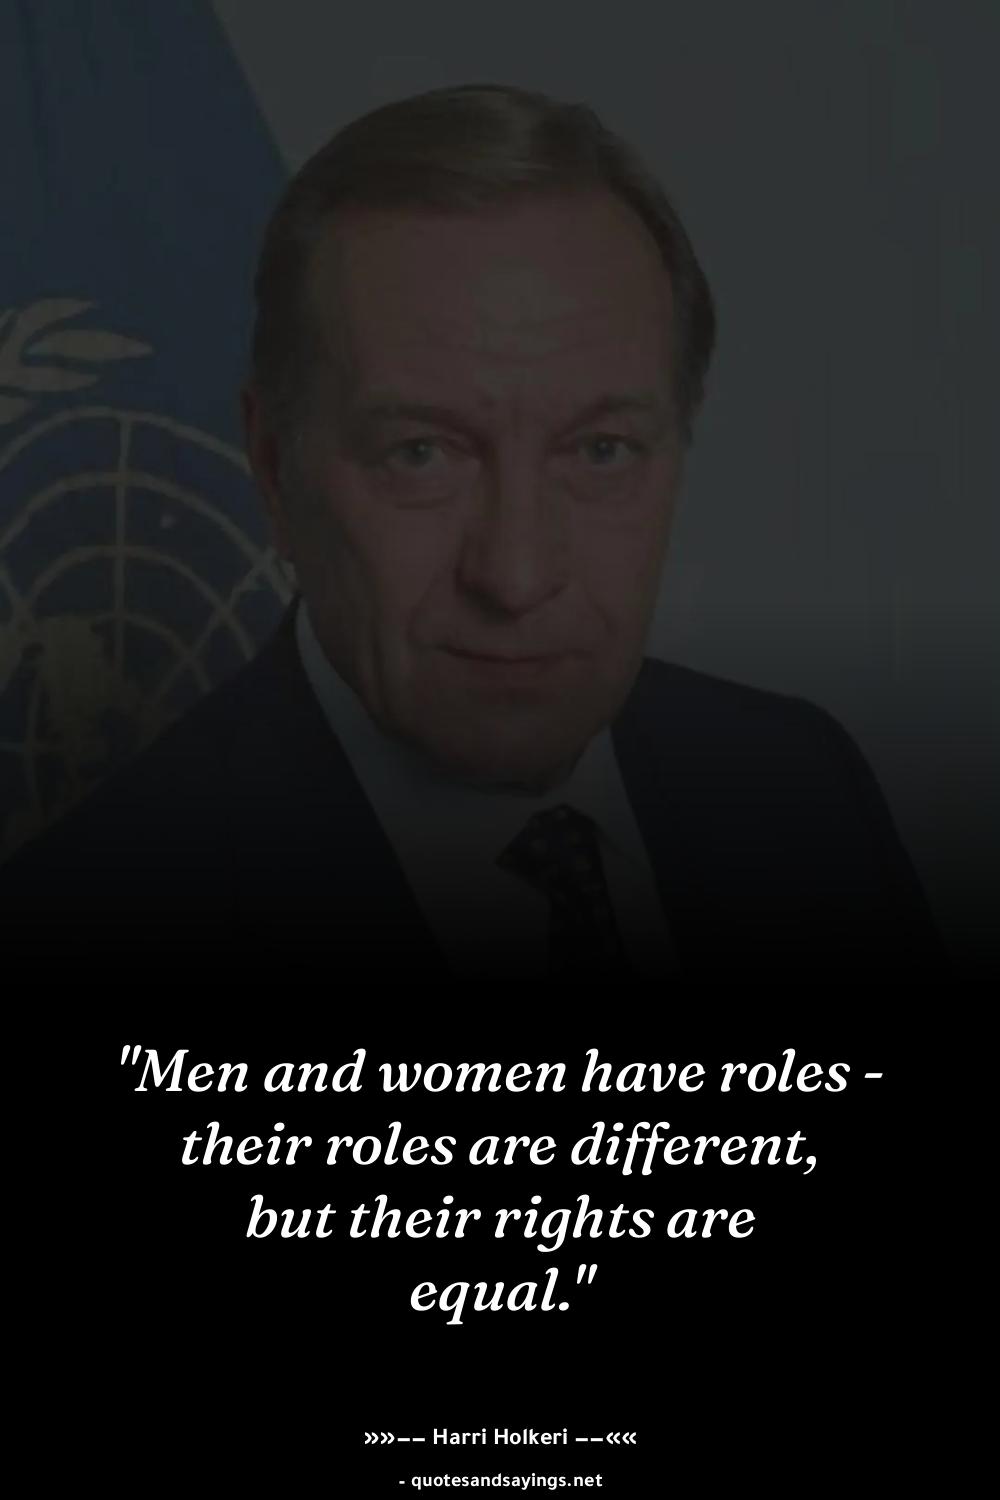 "Men and women have roles -
their roles are different,
but their rights are
equal."
»»−− Harri Holkeri −−««
- quotesandsayings.net